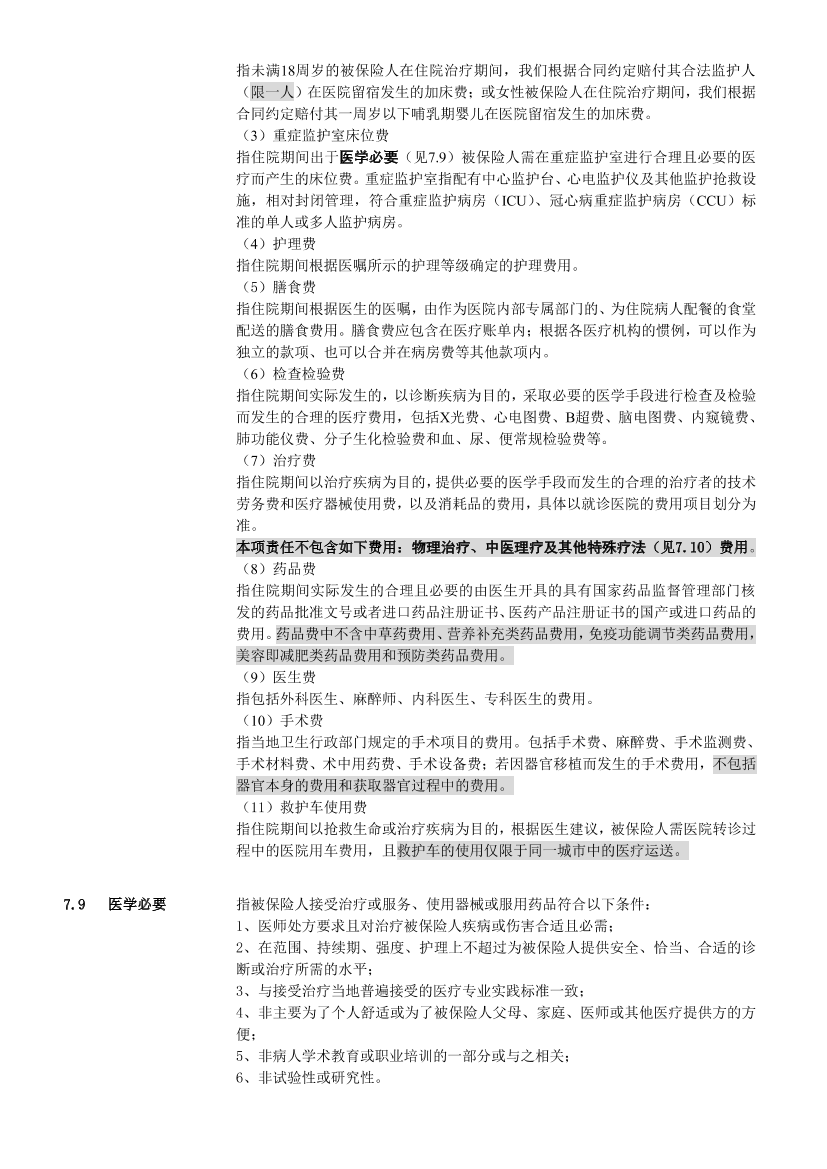 指未满18周岁的被保险人在住院治疗期间，我们根据合同约定赔付其合法监护人
（限一人）在医院留宿发生的加床费；或女性被保险人在住院治疗期间，我们根据
合同约定赔付其一周岁以下哺乳期婴儿在医院留宿发生的加床费。
（3）重症监护室床位费
指住院期间出于医学必要（见7.9）被保险人需在重症监护室进行合理且必要的医
疗而产生的床位费。重症监护室指配有中心监护台、心电监护仪及其他监护抢救设
施，相对封闭管理，符合重症监护病房（ICU）、冠心病重症监护病房（CCU）标
准的单人或多人监护病房。
（4）护理费
指住院期间根据医嘱所示的护理等级确定的护理费用。
（5）膳食费
指住院期间根据医生的医嘱，由作为医院内部专属部门的、为住院病人配餐的食堂
配送的膳食费用。膳食费应包含在医疗账单内；根据各医疗机构的惯例，可以作为
独立的款项、也可以合并在病房费等其他款项内。
（6）检查检验费
指住院期间实际发生的，以诊断疾病为目的，采取必要的医学手段进行检查及检验
而发生的合理的医疗费用，包括X光费、心电图费、B超费、脑电图费、内窥镜费、
肺功能仪费、分子生化检验费和血、尿、便常规检验费等。
（7）治疗费
指住院期间以治疗疾病为目的，提供必要的医学手段而发生的合理的治疗者的技术
劳务费和医疗器械使用费，以及消耗品的费用，具体以就诊医院的费用项目划分为
准。
本项责任不包含如下费用：物理治疗、中医理疗及其他特殊疗法（见7.10）费用。
（8）药品费
指住院期间实际发生的合理且必要的由医生开具的具有国家药品监督管理部门核
发的药品批准文号或者进口药品注册证书、医药产品注册证书的国产或进口药品的
费用。药品费中不含中草药费用、营养补充类药品费用，免疫功能调节类药品费用，
美容即减肥类药品费用和预防类药品费用。
（9）医生费
指包括外科医生、麻醉师、内科医生、专科医生的费用。
（10）手术费
指当地卫生行政部门规定的手术项目的费用。包括手术费、麻醉费、手术监测费、
手术材料费、术中用药费、手术设备费；若因器官移植而发生的手术费用，不包括
器官本身的费用和获取器官过程中的费用。
（11）救护车使用费
指住院期间以抢救生命或治疗疾病为目的，根据医生建议，被保险人需医院转诊过
程中的医院用车费用，且救护车的使用仅限于同一城市中的医疗运送。
7.9 医学必要 指被保险人接受治疗或服务、使用器械或服用药品符合以下条件：
1、医师处方要求且对治疗被保险人疾病或伤害合适且必需；
2、在范围、持续期、强度、护理上不超过为被保险人提供安全、恰当、合适的诊
断或治疗所需的水平；
3、与接受治疗当地普遍接受的医疗专业实践标准一致；
4、非主要为了个人舒适或为了被保险人父母、家庭、医师或其他医疗提供方的方
便；
5、非病人学术教育或职业培训的一部分或与之相关；
6、非试验性或研究性。